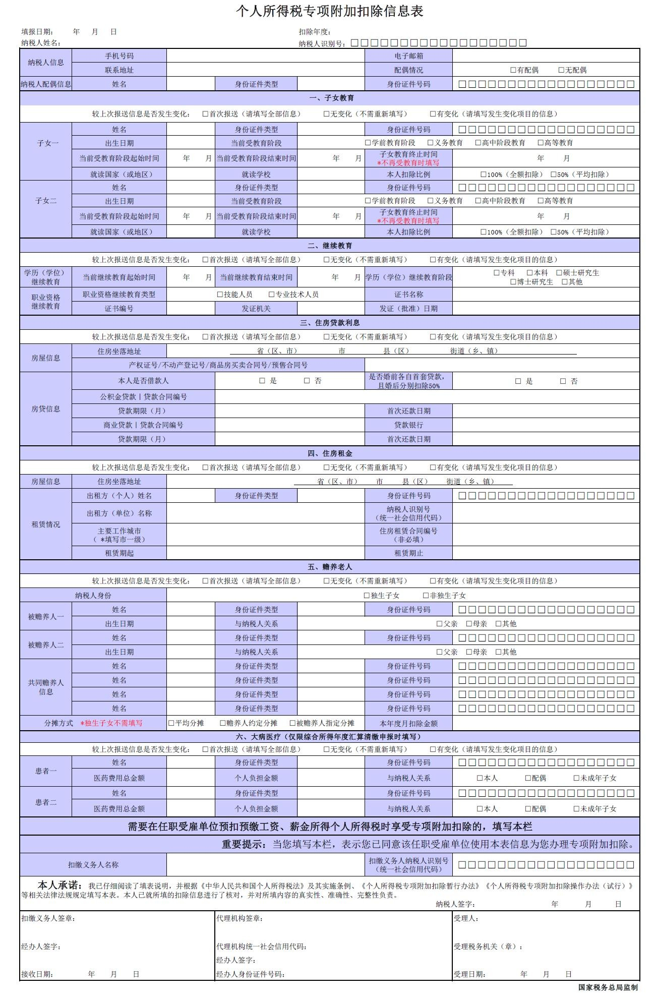 个人所得税专项附加扣除信息表
填报日期： 年 月 日 扣除年度：
纳税人姓名： 纳税人识别号：□□□□□□□□□□□□□□□□□□
纳税人信息 手机号码 电子邮箱
联系地址 配偶情况 □有配偶 □无配偶
纳税人配偶信息 姓名 身份证件类型 身份证件号码 □□□□□□□□□□□□□□□□□□
一、子女教育
较上次报送信息是否发生变化： □首次报送（请填写全部信息） □无变化（不需重新填写） □有变化（请填写发生变化项目的信息）
子女一 姓名 身份证件类型 身份证件号码 □□□□□□□□□□□□□□□□□□
出生日期 当前受教育阶段 □学前教育阶段 □义务教育 □高中阶段教育 □高等教育
当前受教育阶段起始时间 年 月 当前受教育阶段结束时间 年 月 子女教育终止时间 *不再受教育时填写 年 月
就读国家（或地区） 就读学校 本人扣除比例 □100%（全额扣除） □50%（平均扣除）
子女二 姓名 身份证件类型 身份证件号码 □□□□□□□□□□□□□□□□□□
出生日期 当前受教育阶段 □学前教育阶段 □义务教育 □高中阶段教育 □高等教育
当前受教育阶段起始时间 年 月 当前受教育阶段结束时间 年 月 子女教育终止时间 *不再受教育时填写 年 月
就读国家（或地区） 就读学校 本人扣除比例 □100%（全额扣除） □50%（平均扣除）
二、继续教育
较上次报送信息是否发生变化： □首次报送（请填写全部信息） □无变化（不需重新填写） □有变化（请填写发生变化项目的信息）
学历（学位）继续教育 当前继续教育起始时间 年 月 当前继续教育结束时间 年 月 学历（学位）继续教育阶段 □专科 □本科 □硕士研究生 □博士研究生 □其他
职业资格继续教育 职业资格继续教育类型 □技能人员 □专业技术人员 证书名称
证书编号 发证机关 发证（批准）日期
三、住房贷款利息
较上次报送信息是否发生变化： □首次报送（请填写全部信息） □无变化（不需重新填写） □有变化（请填写发生变化项目的信息）
房屋信息 住房坐落地址 省（区、市） 市 县（区） 街道（乡、镇）
产权证号/不动产登记号/商品房买卖合同号/预售合同号
房贷信息 本人是否借款人 □ 是 □ 否 是否婚前各自首套贷款，且婚后分别扣除50% □ 是 □ 否
公积金贷款丨贷款合同编号
贷款期限（月） 首次还款日期
商业贷款丨贷款合同编号 贷款银行
贷款期限（月） 首次还款日期
四、住房租金
较上次报送信息是否发生变化： □首次报送（请填写全部信息） □无变化（不需重新填写） □有变化（请填写发生变化项目的信息）
房屋信息 住房坐落地址 省（区、市） 市 县（区） 街道（乡、镇）
租赁情况 出租方（个人）姓名 身份证件类型 身份证件号码 □□□□□□□□□□□□□□□□□□
出租方（单位）名称 纳税人识别号（统一社会信用代码）
主要工作城市（ *填写市一级） 住房租赁合同编号（非必填）
租赁期起 租赁期止
五、赡养老人
较上次报送信息是否发生变化： □首次报送（请填写全部信息） □无变化（不需重新填写） □有变化（请填写发生变化项目的信息）
纳税人身份 □独生子女 □非独生子女
被赡养人一 姓名 身份证件类型 身份证件号码 □□□□□□□□□□□□□□□□□□
出生日期 与纳税人关系 □父亲 □母亲 □其他
被赡养人二 姓名 身份证件类型 身份证件号码 □□□□□□□□□□□□□□□□□□
出生日期 与纳税人关系 □父亲 □母亲 □其他
共同赡养人信息 姓名 身份证件类型 身份证件号码 □□□□□□□□□□□□□□□□□□
姓名 身份证件类型 身份证件号码 □□□□□□□□□□□□□□□□□□
姓名 身份证件类型 身份证件号码 □□□□□□□□□□□□□□□□□□
姓名 身份证件类型 身份证件号码 □□□□□□□□□□□□□□□□□□
分摊方式 *独生子女不需填写 □平均分摊 □赡养人约定分摊 □被赡养人指定分摊 本年度月扣除金额
六、大病医疗（仅限综合所得年度汇算清缴申报时填写）
较上次报送信息是否发生变化： □首次报送（请填写全部信息） □无变化（不需重新填写） □有变化（请填写发生变化项目的信息）
患者一 姓名 身份证件类型 身份证件号码 □□□□□□□□□□□□□□□□□□
医药费用总金额 个人负担金额 与纳税人关系 □本人 □配偶 □未成年子女
患者二 姓名 身份证件类型 身份证件号码 □□□□□□□□□□□□□□□□□□
医药费用总金额 个人负担金额 与纳税人关系 □本人 □配偶 □未成年子女
需要在任职受雇单位预扣预缴工资、薪金所得个人所得税时享受专项附加扣除的，填写本栏
重要提示：当您填写本栏，表示您已同意该任职受雇单位使用本表信息为您办理专项附加扣除。
扣缴义务人名称 扣缴义务人纳税人识别号（统一社会信用代码） □□□□□□□□□□□□□□□□□□
本人承诺：我已仔细阅读了填表说明，并根据《中华人民共和国个人所得税法》及其实施条例、《个人所得税专项附加扣除暂行办法》《个人所得税专项附加扣除操作办法（试行）》
等相关法律法规规定填写本表。本人已就所填的扣除信息进行了核对，并对所填内容的真实性、准确性、完整性负责。
纳税人签字： 年 月 日
扣缴义务人签章： 代理机构签章： 受理人：
经办人签字： 代理机构统一社会信用代码： 受理税务机关（章）：
经办人签字：
接收日期： 年 月 日 经办人身份证件号码： 受理日期： 年 月 日
国家税务总局监制